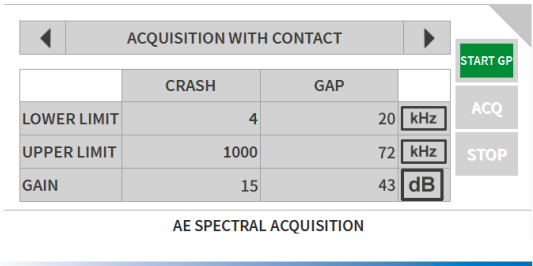 ACQUISITION WITH CONTACT
START GP
CRASH GAP
ACQ
LOWER LIMIT 4 20 kHz
UPPER LIMIT 1000 72 kHz
STOP
GAIN 15 43 dB
AE SPECTRAL ACQUISITION